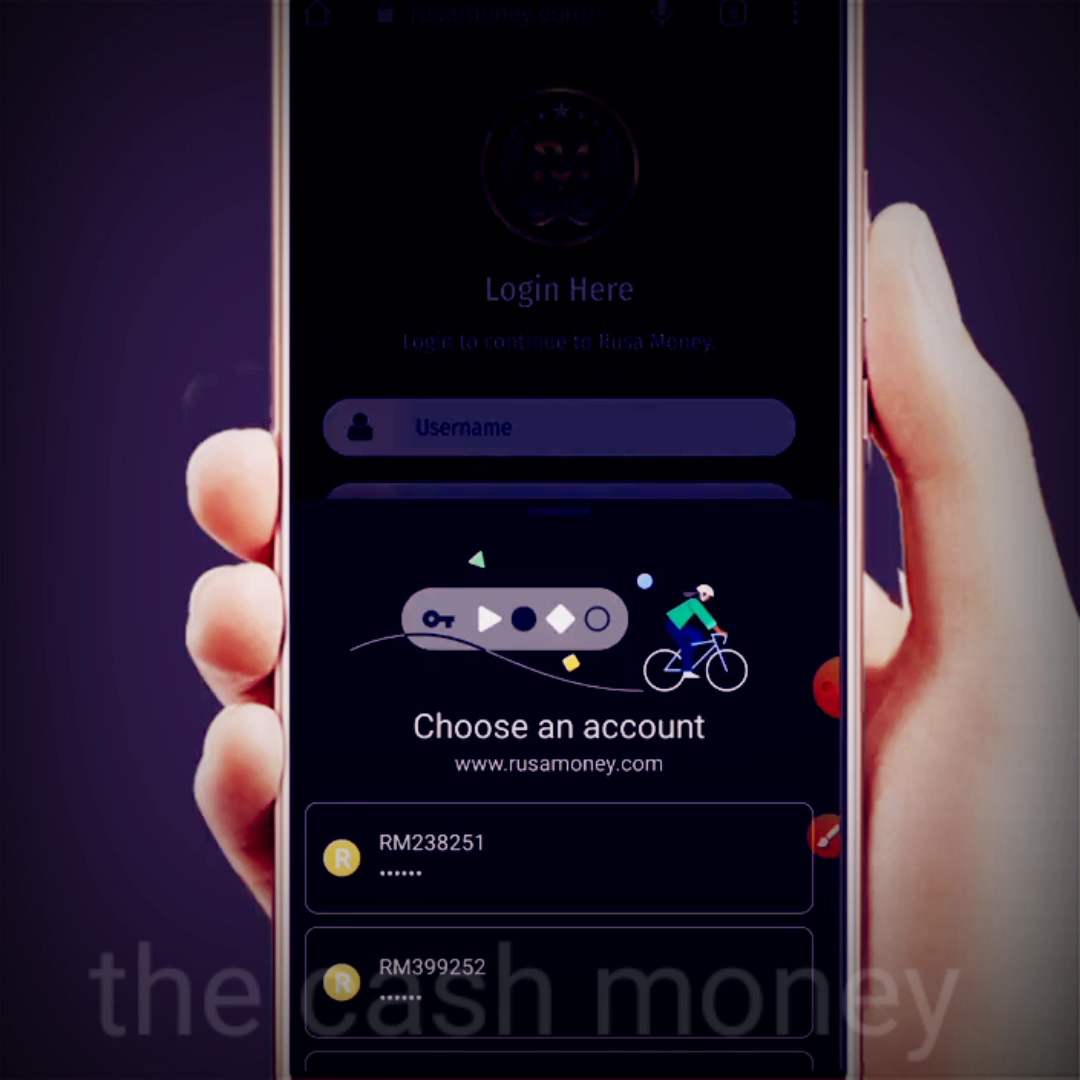 rusamoney.com
Login Here
Login to continue to Rusa Money
Username
Choose an account
www.rusamoney.com
RM238251
••••••
RM399252
••••••
the cash money